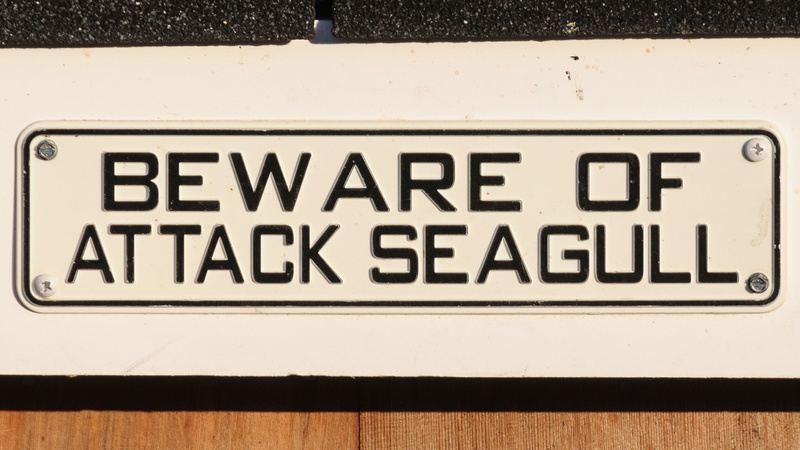 BEWARE OF
ATTACK SEAGULL